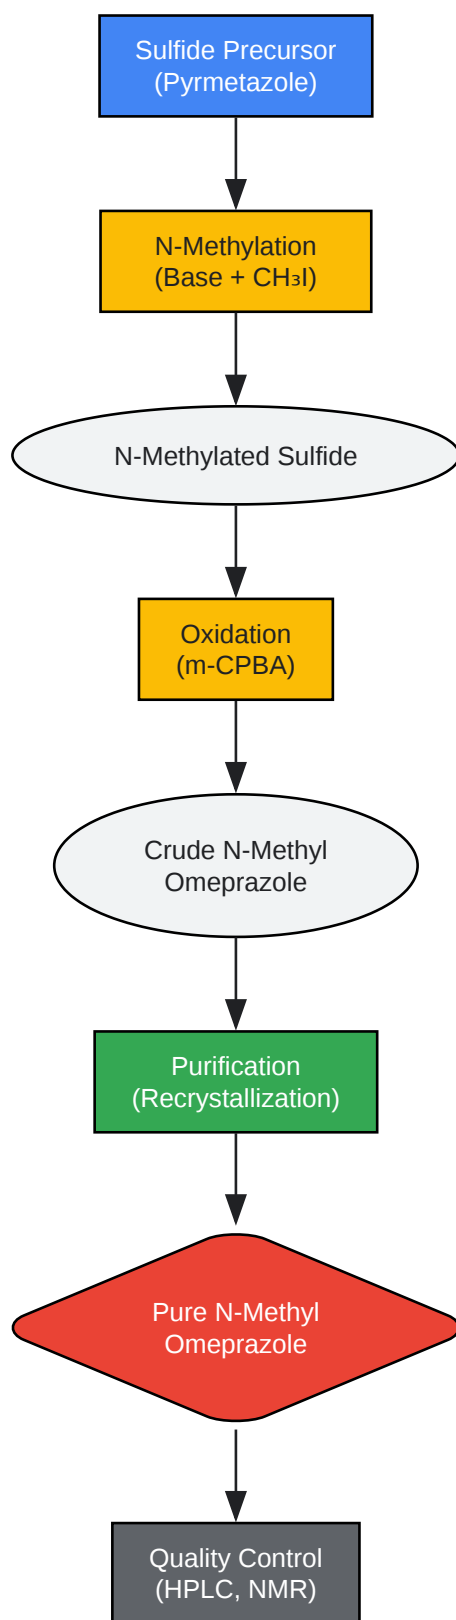 Sulfide Precursor
(Pyrmetazole)
N-Methylation
(Base + CH₃I)
N-Methylated Sulfide
Oxidation
(m-CPBA)
Crude N-Methyl
Omeprazole
Purification
(Recrystallization)
Pure N-Methyl
Omeprazole
Quality Control
(HPLC, NMR)